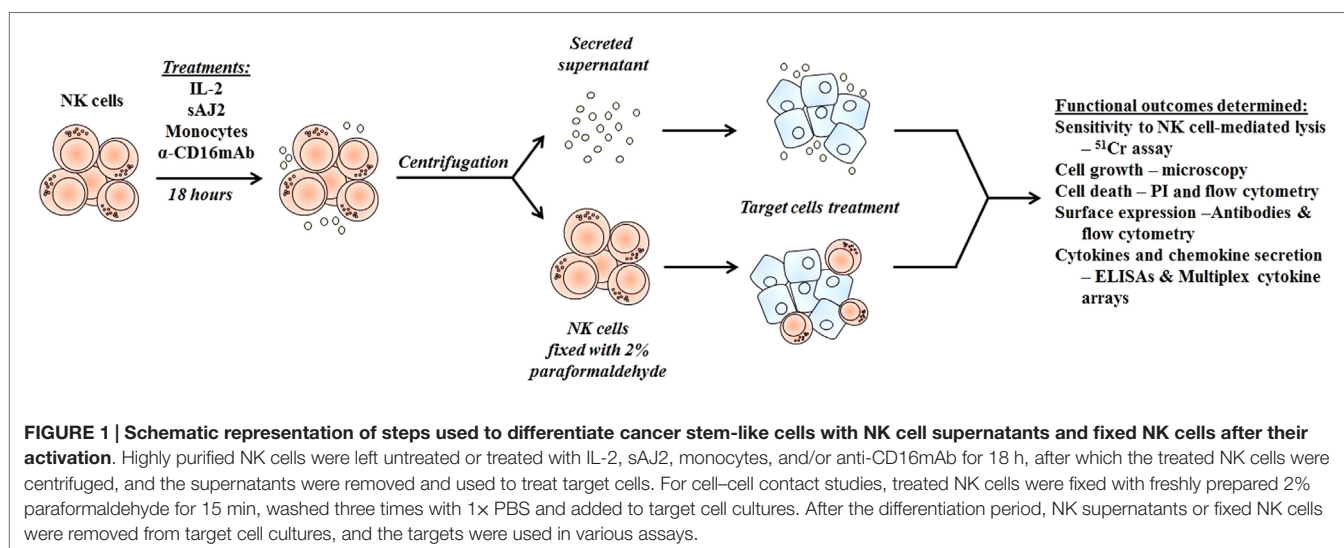 NK cells
Treatments:
IL-2
sAJ2
Monocytes
α-CD16mAb
18 hours
Centrifugation
Secreted
supernatant
NK cells
fixed with 2%
paraformaldehyde
Target cells treatment
Functional outcomes determined:
Sensitivity to NK cell-mediated lysis
– 51Cr assay
Cell growth – microscopy
Cell death – PI and flow cytometry
Surface expression –Antibodies &
flow cytometry
Cytokines and chemokine secretion
– ELISAs & Multiplex cytokine
arrays
FIGURE 1 | Schematic representation of steps used to differentiate cancer stem-like cells with NK cell supernatants and fixed NK cells after their
activation. Highly purified NK cells were left untreated or treated with IL-2, sAJ2, monocytes, and/or anti-CD16mAb for 18 h, after which the treated NK cells were
centrifuged, and the supernatants were removed and used to treat target cells. For cell–cell contact studies, treated NK cells were fixed with freshly prepared 2%
paraformaldehyde for 15 min, washed three times with 1× PBS and added to target cell cultures. After the differentiation period, NK supernatants or fixed NK cells
were removed from target cell cultures, and the targets were used in various assays.